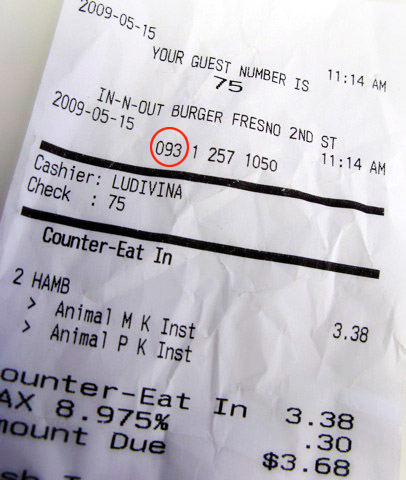 2009-05-15
YOUR GUEST NUMBER IS 11:14 AM
75
IN-N-OUT BURGER FRESNO 2ND ST
2009-05-15 11:14 AM
093 1 257 1050
Cashier: LUDIVINA
Check : 75
Counter-Eat In
2 HAMB 3.38
> Animal M K Inst
> Animal P K Inst
ounter-Eat In 3.38
AX 8.975% .30
mount Due $3.68